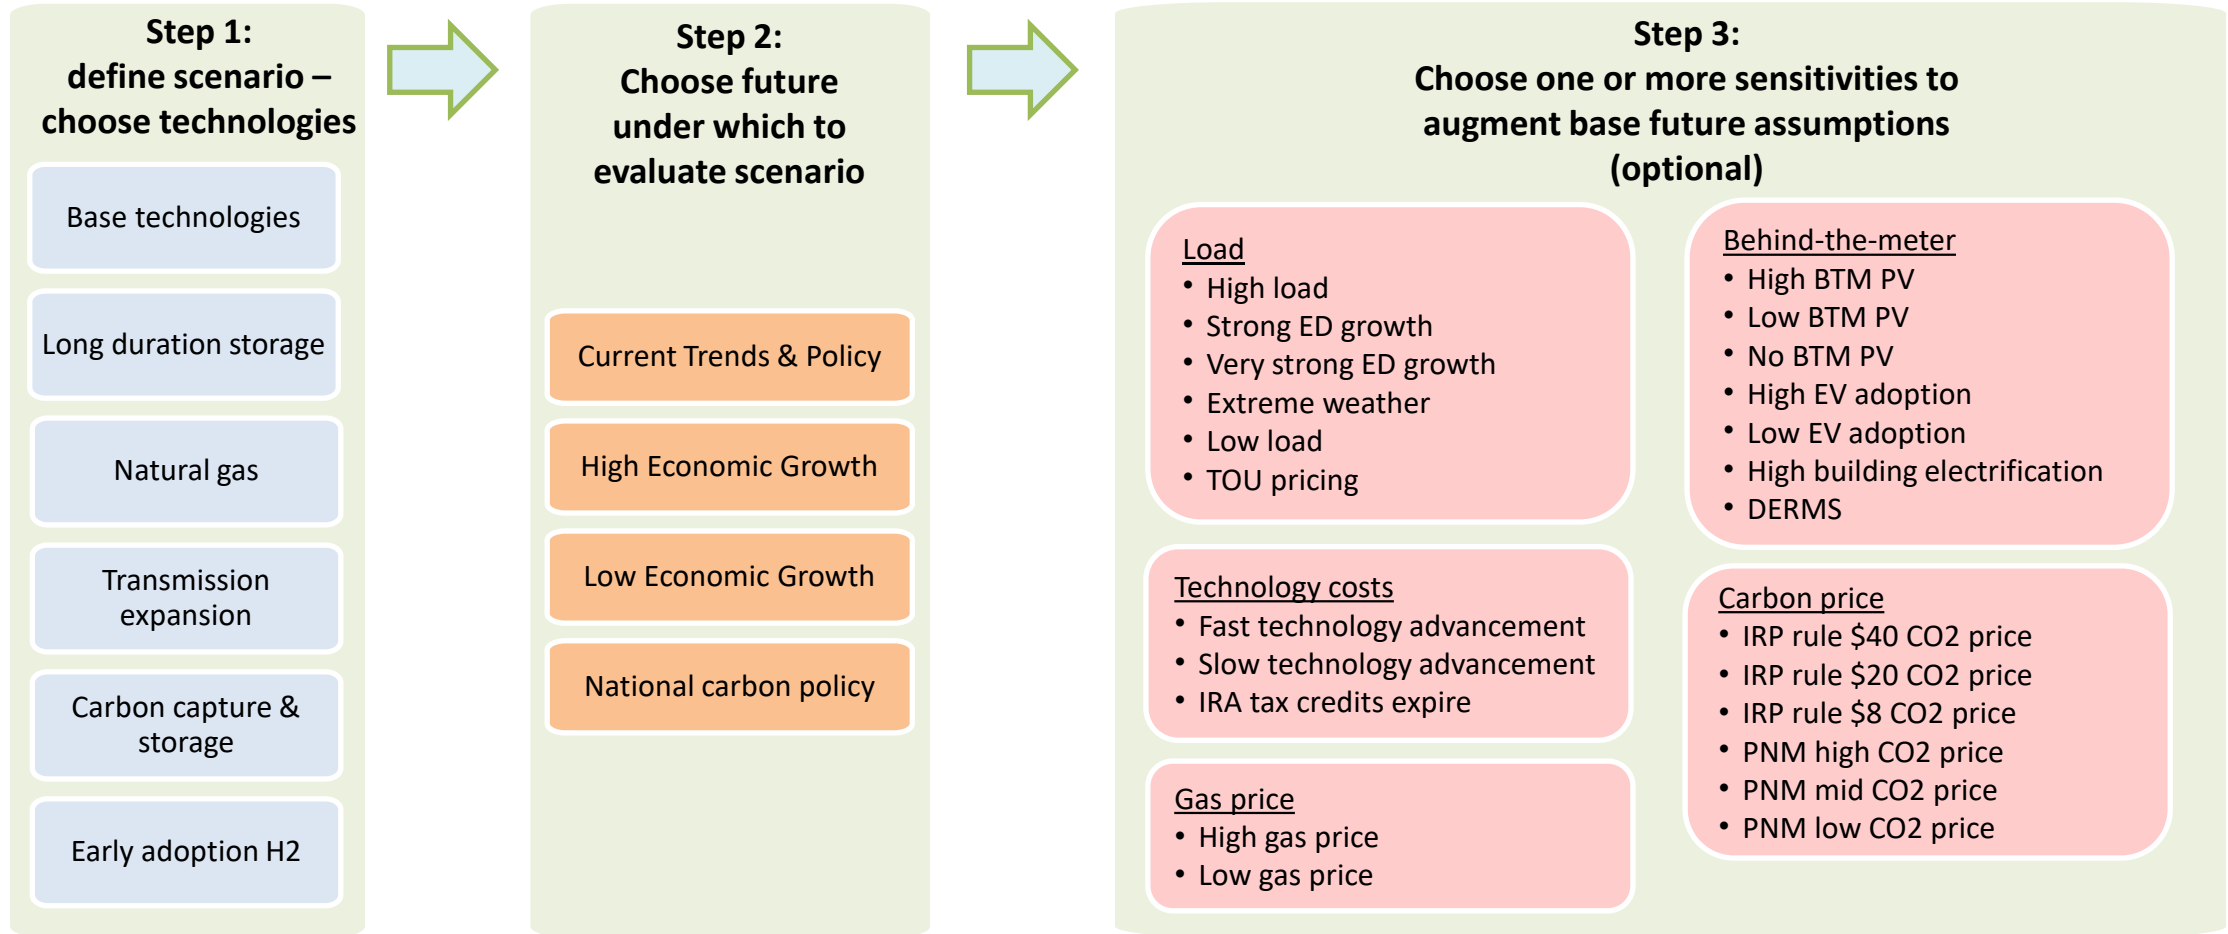 Step 1:
define scenario –
choose technologies
Base technologies
Long duration storage
Natural gas
Transmission
expansion
Carbon capture &
storage
Early adoption H2
Step 2:
Choose future
under which to
evaluate scenario
Current Trends & Policy
High Economic Growth
Low Economic Growth
National carbon policy
Step 3:
Choose one or more sensitivities to
augment base future assumptions
(optional)
Load
• High load
• Strong ED growth
• Very strong ED growth
• Extreme weather
• Low load
• TOU pricing
Technology costs
• Fast technology advancement
• Slow technology advancement
• IRA tax credits expire
Gas price
• High gas price
• Low gas price
Behind-the-meter
• High BTM PV
• Low BTM PV
• No BTM PV
• High EV adoption
• Low EV adoption
• High building electrification
• DERMS
Carbon price
• IRP rule $40 CO2 price
• IRP rule $20 CO2 price
• IRP rule $8 CO2 price
• PNM high CO2 price
• PNM mid CO2 price
• PNM low CO2 price